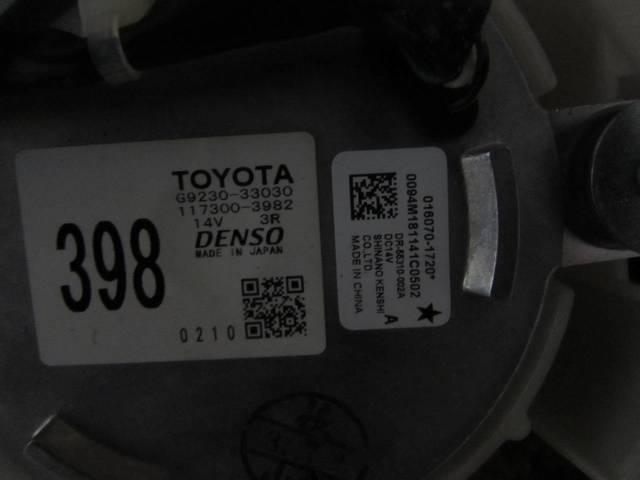 TOYOTA
G9230-33030
117300-3982
14V 3R
DENSO
MADE IN JAPAN
398
0210
016070-1720*
0094M181141C0502
DR-55310-002A
DC14V A
SHINANO KENSHI
CO.,LTD.
MADE IN CHINA